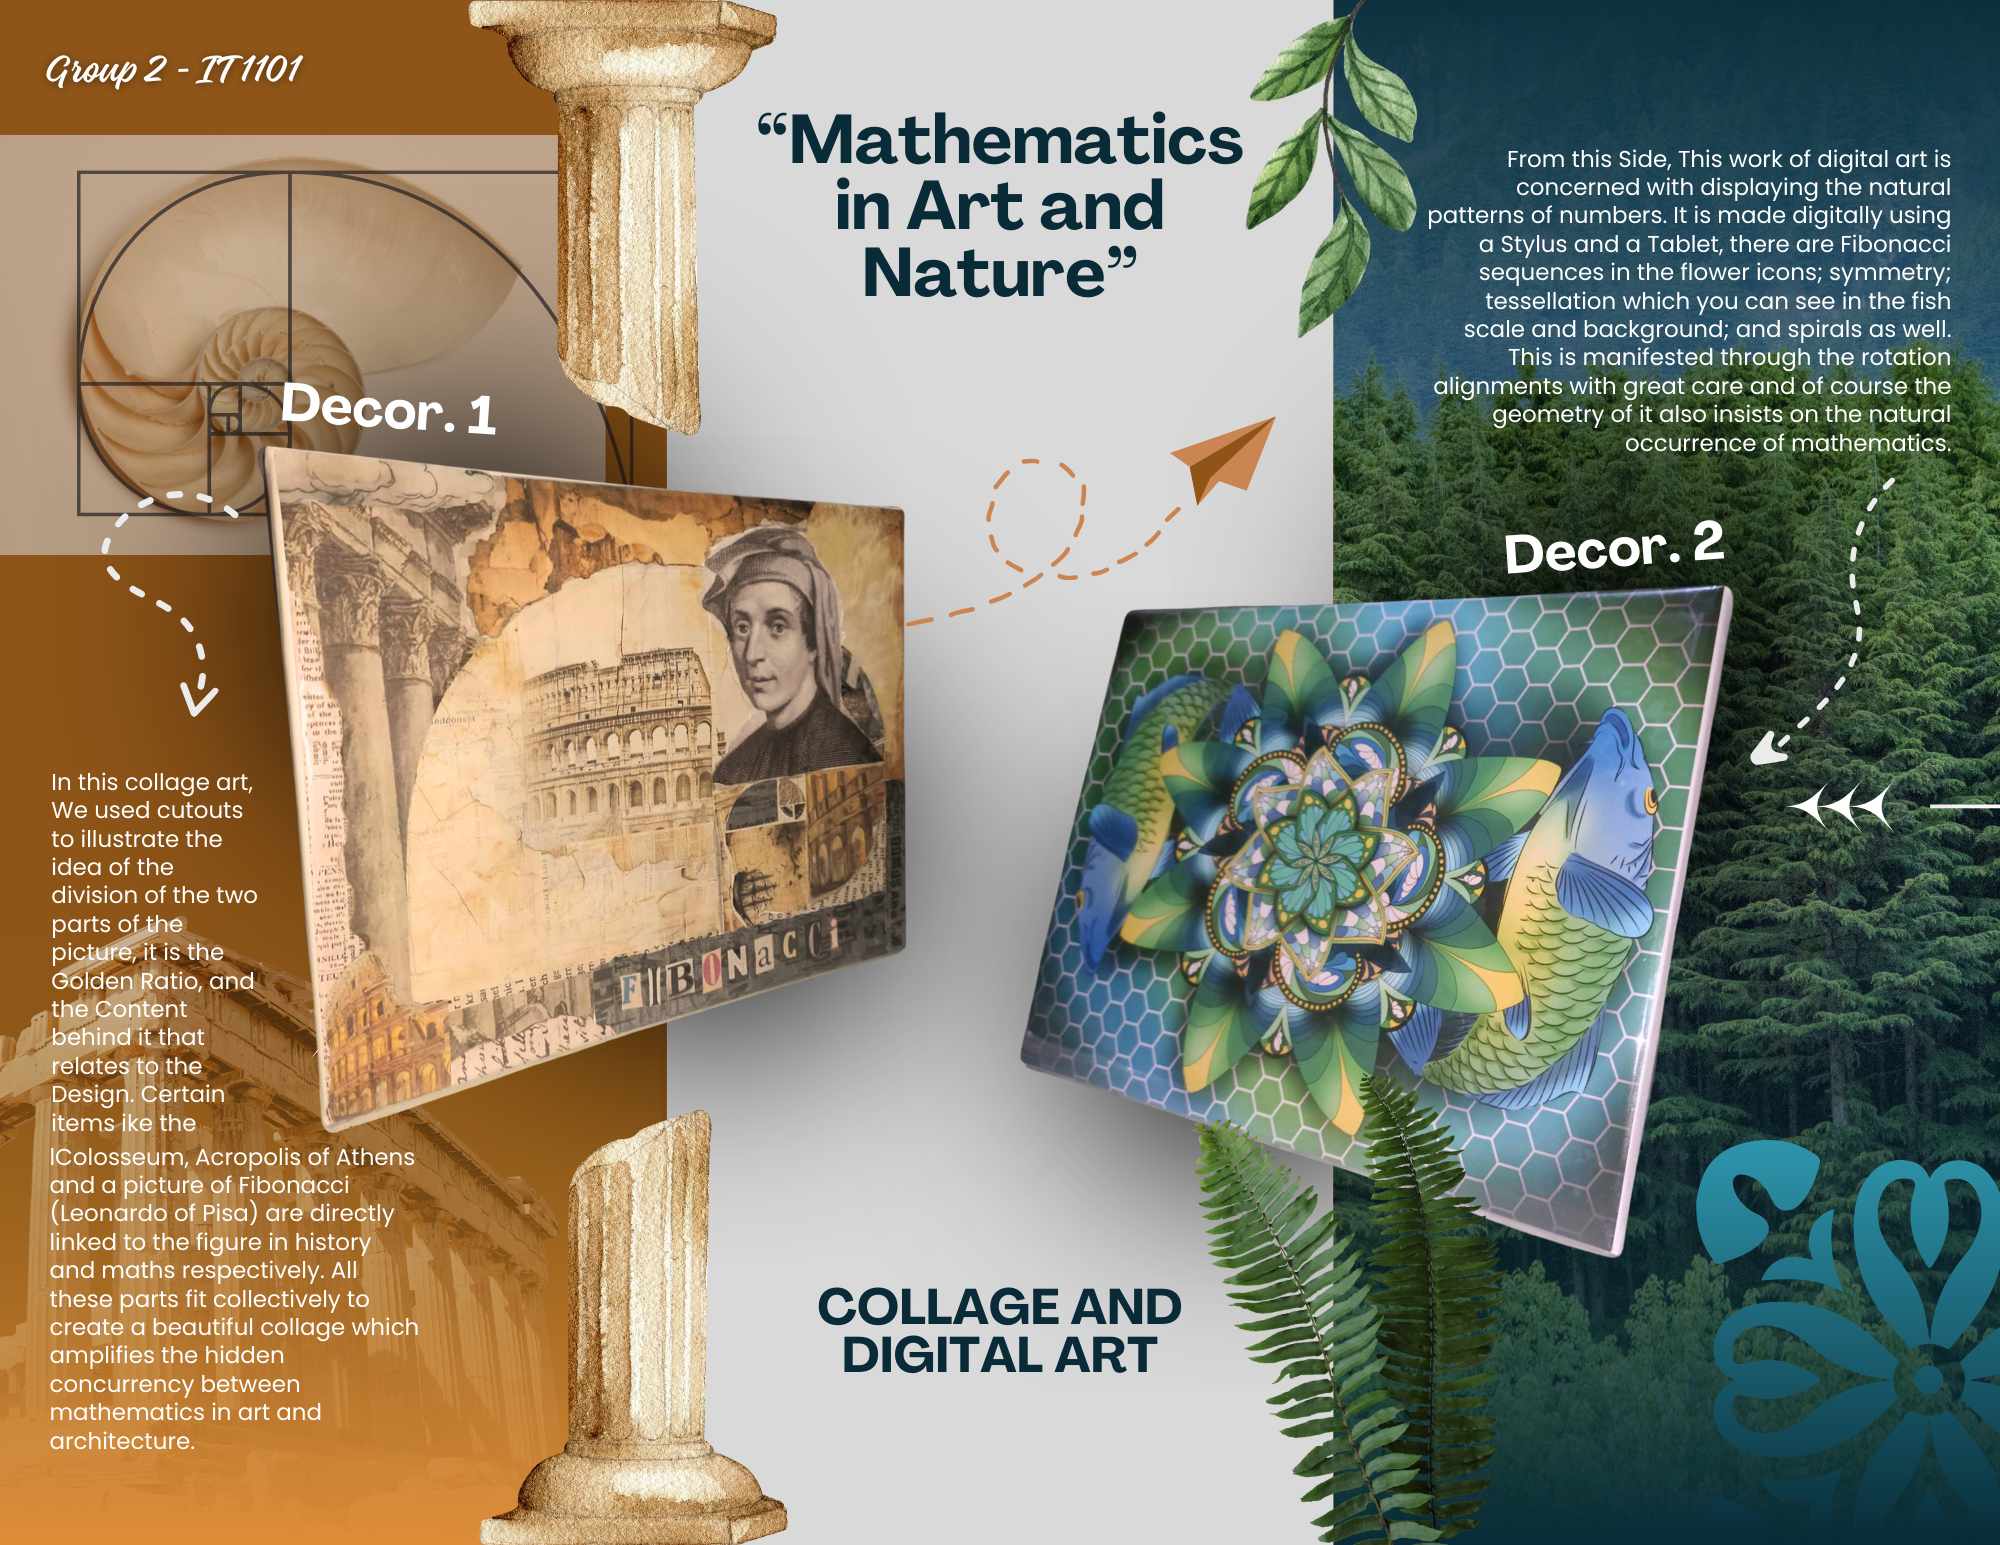 Group 2 - IT1101
“Mathematics
in Art and
Nature”
Decor. 1
In this collage art,
We used cutouts
to illustrate the
idea of the
division of the two
parts of the
picture, it is the
Golden Ratio, and
the Content
behind it that
relates to the
Design. Certain
items ike the
lColosseum, Acropolis of Athens
and a picture of Fibonacci
(Leonardo of Pisa) are directly
linked to the figure in history
and maths respectively. All
these parts fit collectively to
create a beautiful collage which
amplifies the hidden
concurrency between
mathematics in art and
architecture.
FIBONACCi
COLLAGE AND
DIGITAL ART
From this Side, This work of digital art is
concerned with displaying the natural
patterns of numbers. It is made digitally using
a Stylus and a Tablet, there are Fibonacci
sequences in the flower icons; symmetry;
tessellation which you can see in the fish
scale and background; and spirals as well.
This is manifested through the rotation
alignments with great care and of course the
geometry of it also insists on the natural
occurrence of mathematics.
Decor. 2